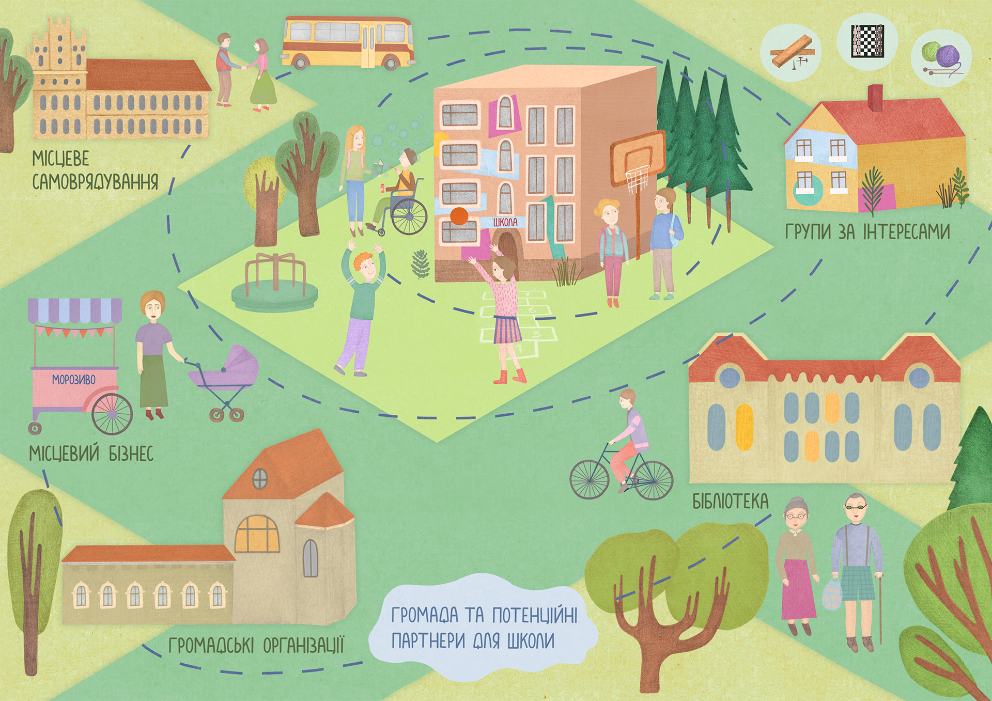 МІСЦЕВЕ
САМОВРЯДУВАННЯ
ШКОЛА
ГРУПИ ЗА ІНТЕРЕСАМИ
МОРОЗИВО
МІСЦЕВИЙ БІЗНЕС
БІБЛІОТЕКА
ГРОМАДСЬКІ ОРГАНІЗАЦІЇ
ГРОМАДА ТА ПОТЕНЦІЙНІ
ПАРТНЕРИ ДЛЯ ШКОЛИ